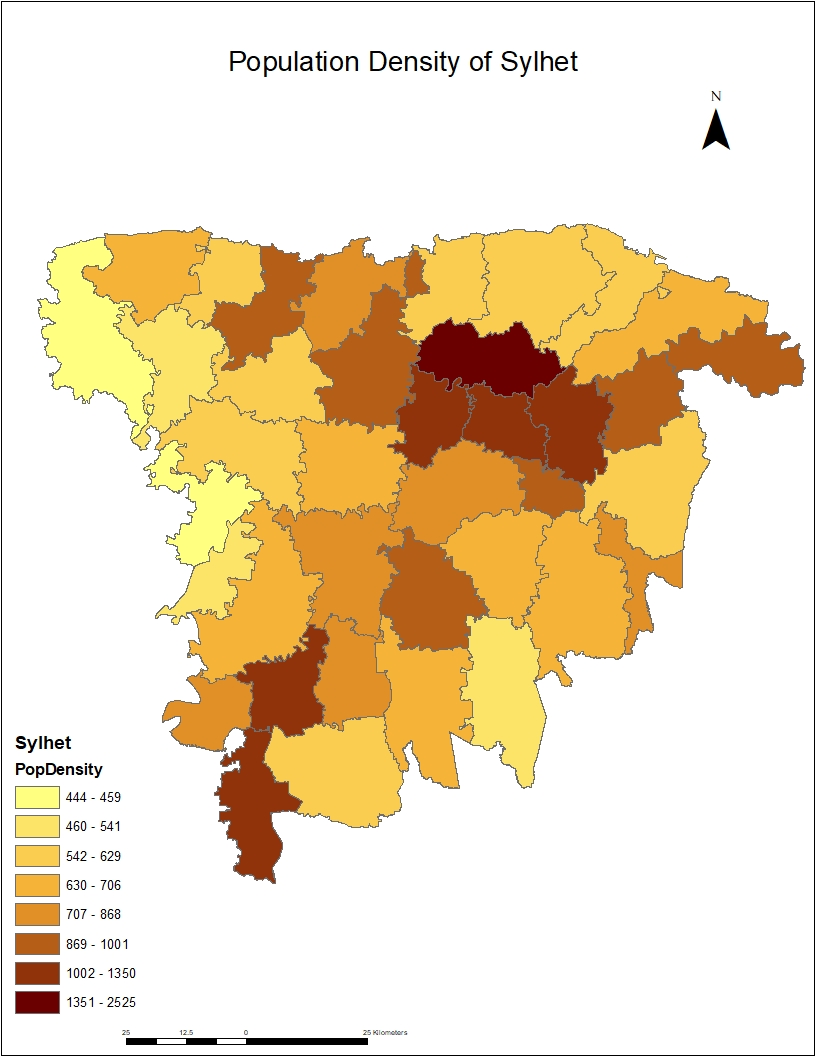 Population Density of Sylhet
N
Sylhet
PopDensity
444 - 459
460 - 541
542 - 629
630 - 706
707 - 868
869 - 1001
1002 - 1350
1351 - 2525
25 12.5 0 25 Kilometers